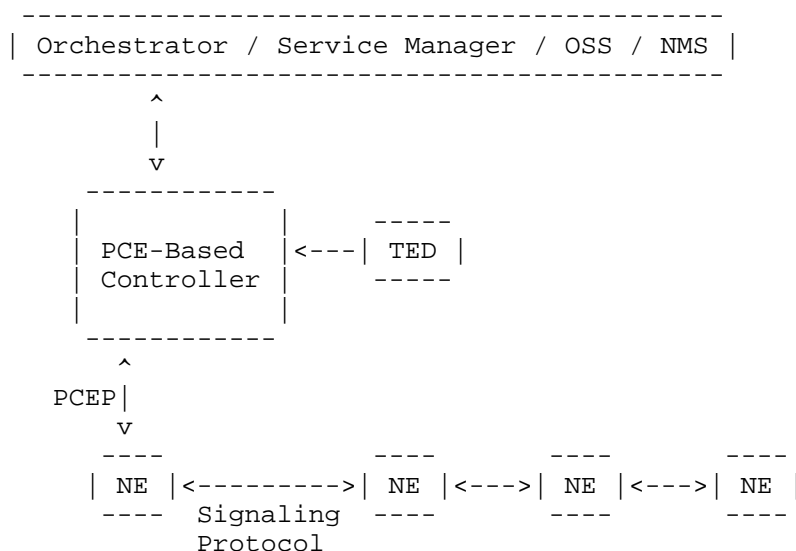 Orchestrator / Service Manager / OSS / NMS
PCE-Based
Controller
TED
PCEP
NE NE NE NE
Signaling
Protocol